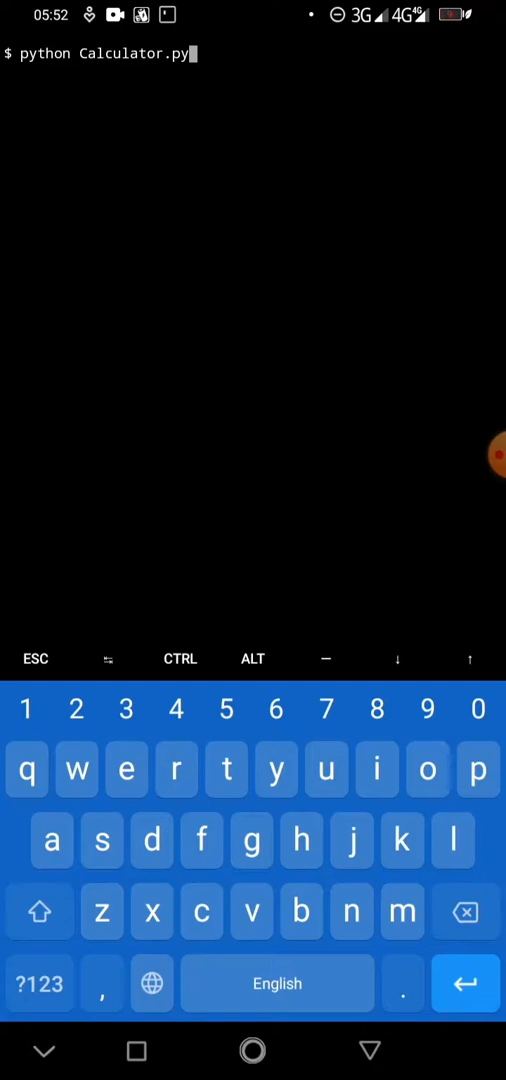 05:52 3G 4G 4G
$ python Calculator.py
ESC CTRL ALT
1 2 3 4 5 6 7 8 9 0
q w e r t y u i o p
a s d f g h j k l
z x c v b n m
?123 , English .